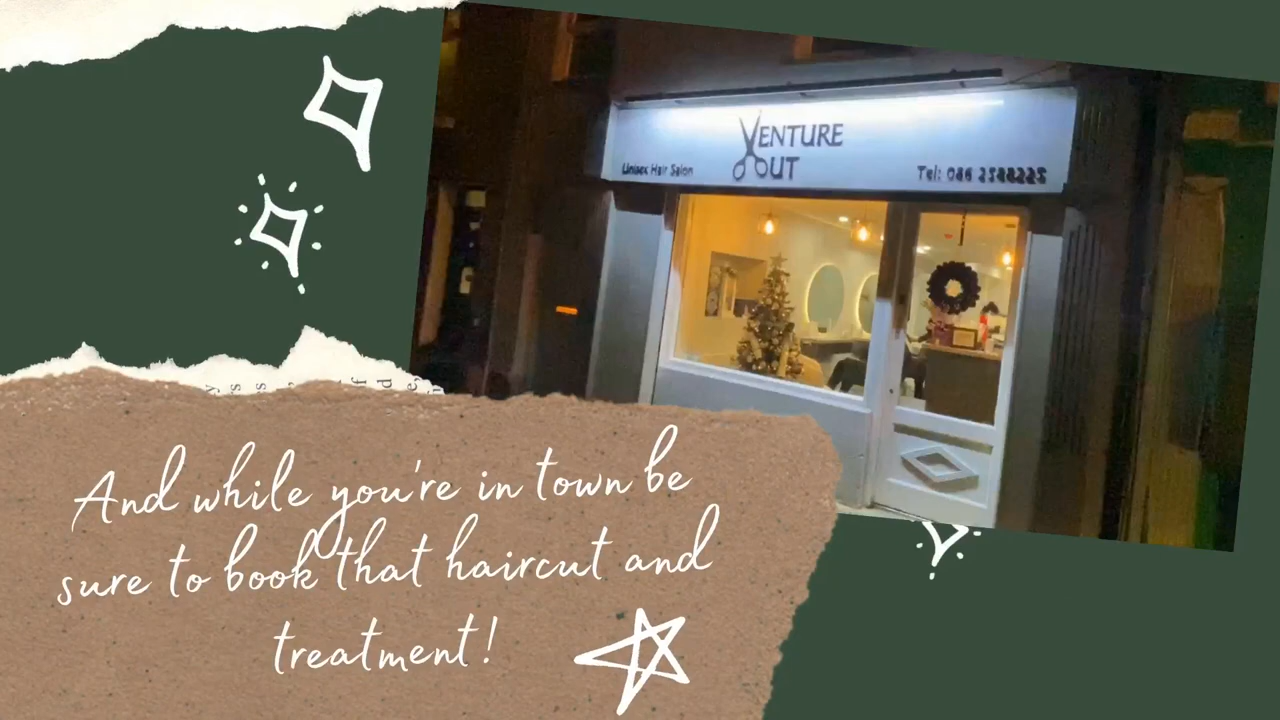 VENTURE
OUT
Unisex Hair Salon
Tel: 086
And while you're in town be
sure to book that haircut and
treatment!